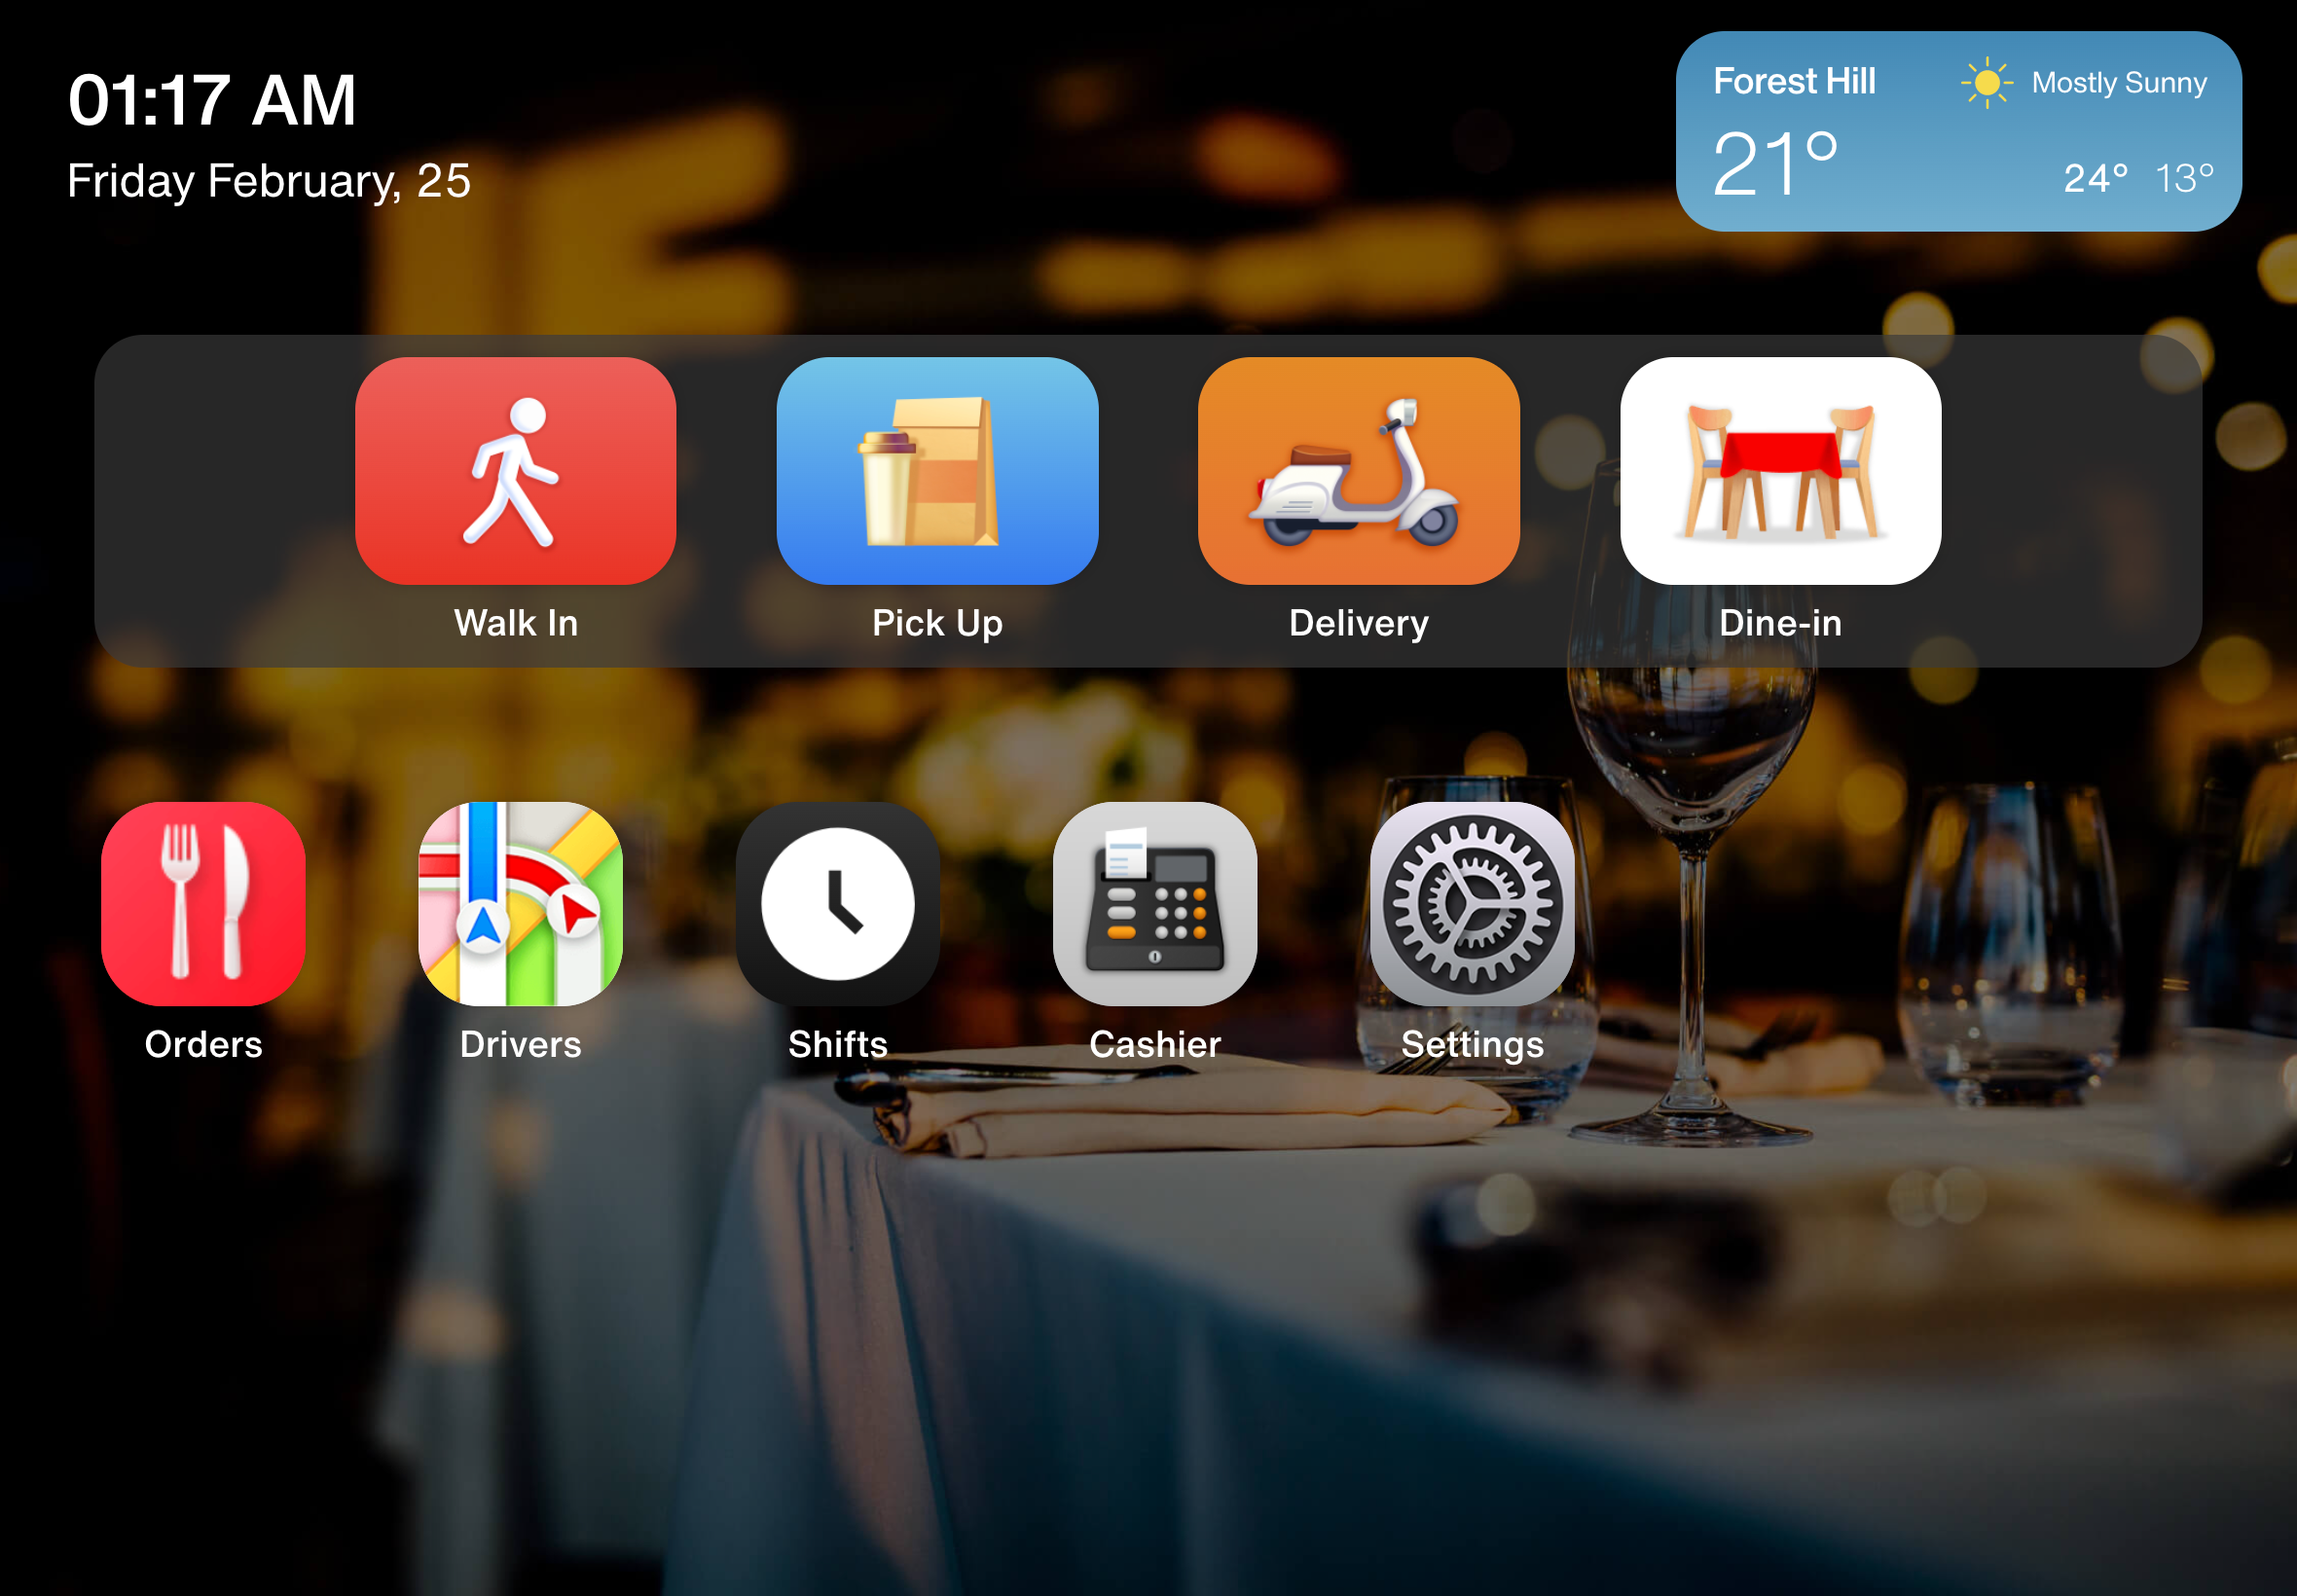 01:17 AM
Friday February, 25
Forest Hill
Mostly Sunny
21°
24° 13°
Walk In
Pick Up
Delivery
Dine-in
Orders
Drivers
Shifts
Cashier
Settings